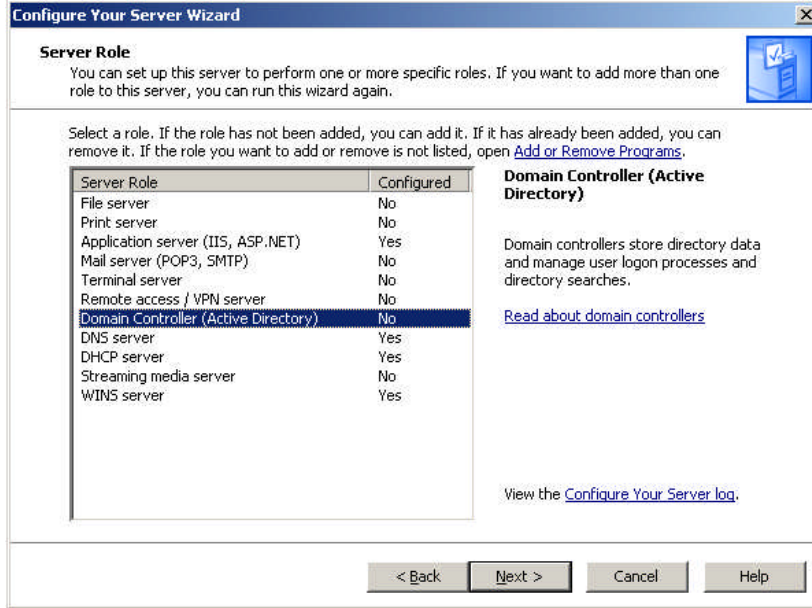 Configure Your Server Wizard
Server Role
You can set up this server to perform one or more specific roles. If you want to add more than one
role to this server, you can run this wizard again.
Select a role. If the role has not been added, you can add it. If it has already been added, you can
remove it. If the role you want to add or remove is not listed, open Add or Remove Programs.
Server Role Configured
File server No
Print server No
Application server (IIS, ASP.NET) Yes
Mail server (POP3, SMTP) No
Terminal server No
Remote access / VPN server No
Domain Controller (Active Directory) No
DNS server Yes
DHCP server Yes
Streaming media server No
WINS server Yes
Domain Controller (Active
Directory)
Domain controllers store directory data
and manage user logon processes and
directory searches.
Read about domain controllers
View the Configure Your Server log.
< Back Next > Cancel Help